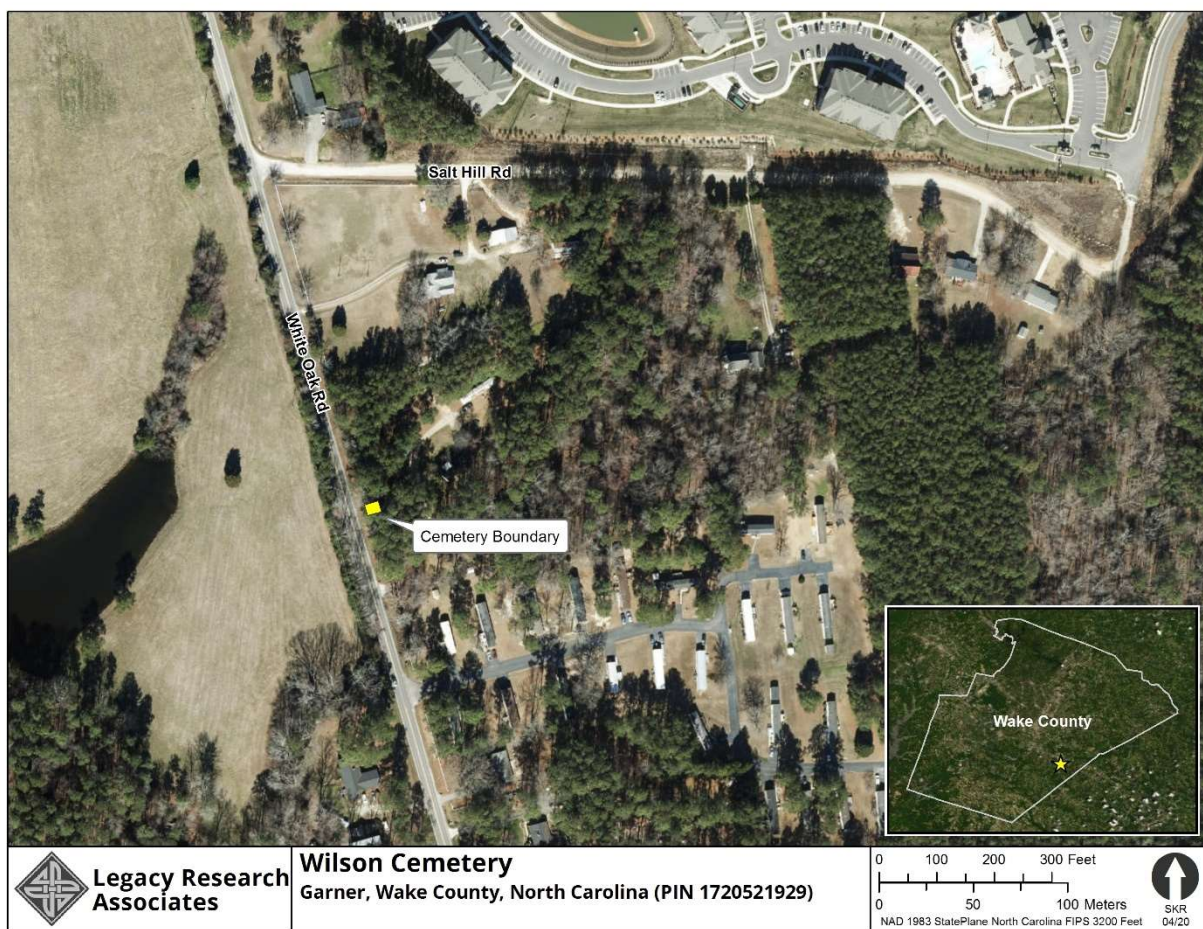 Salt Hill Rd
White Oak Rd
Cemetery Boundary
Wake County
Legacy Research
Associates
Wilson Cemetery
Garner, Wake County, North Carolina (PIN 1720521929)
0 100 200 300 Feet
0 50 100 Meters
NAD 1983 StatePlane North Carolina FIPS 3200 Feet
SKR
04/20